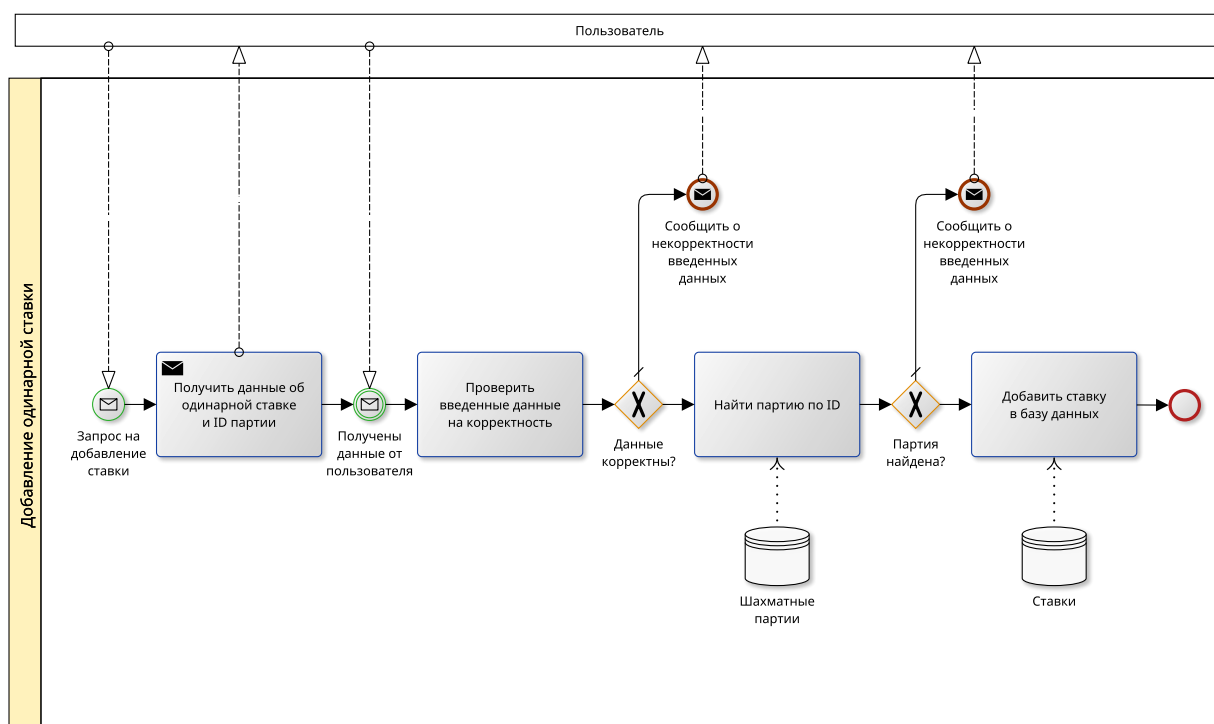 Пользователь
Добавление одинарной ставки
Сообщить о
некорректности
введенных
данных
Сообщить о
некорректности
введенных
данных
Получить данные об
одинарной ставке
и ID партии
Проверить
введенные данные
на корректность
Найти партию по ID
Добавить ставку
в базу данных
Запрос на
добавление
ставки
Получены
данные от
пользователя
Данные
корректны?
Партия
найдена?
Шахматные
партии
Ставки